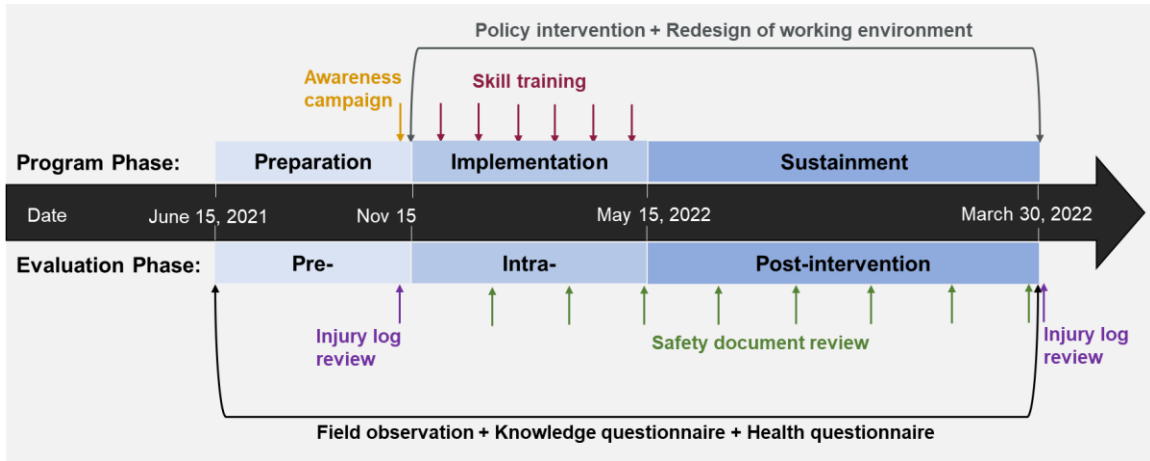 Policy intervention + Redesign of working environment
Awareness
campaign
Skill training
Program Phase:
Preparation
Implementation
Sustainment
Date
June 15, 2021
Nov 15
May 15, 2022
March 30, 2022
Evaluation Phase:
Pre-
Intra-
Post-intervention
Injury log
review
Safety document review
Injury log
review
Field observation + Knowledge questionnaire + Health questionnaire